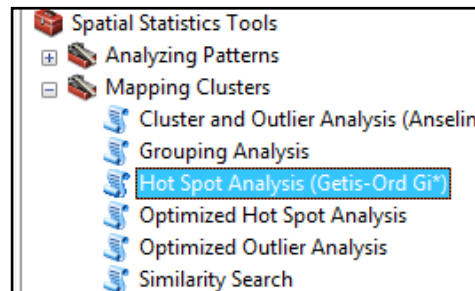 Spatial Statistics Tools
Analyzing Patterns
Mapping Clusters
Cluster and Outlier Analysis (Anselin
Grouping Analysis
Hot Spot Analysis (Getis-Ord Gi*)
Optimized Hot Spot Analysis
Optimized Outlier Analysis
Similarity Search